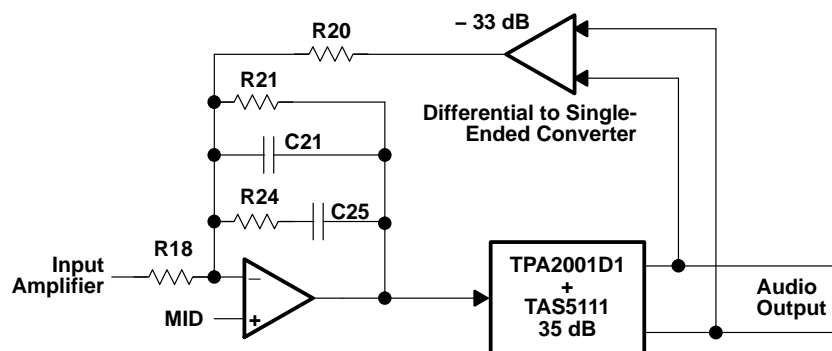 – 33 dB
R20
R21
Differential to Single-
Ended Converter
C21
R24
C25
R18
Input
Amplifier
−
MID
+
TPA2001D1
+
TAS5111
35 dB
Audio
Output